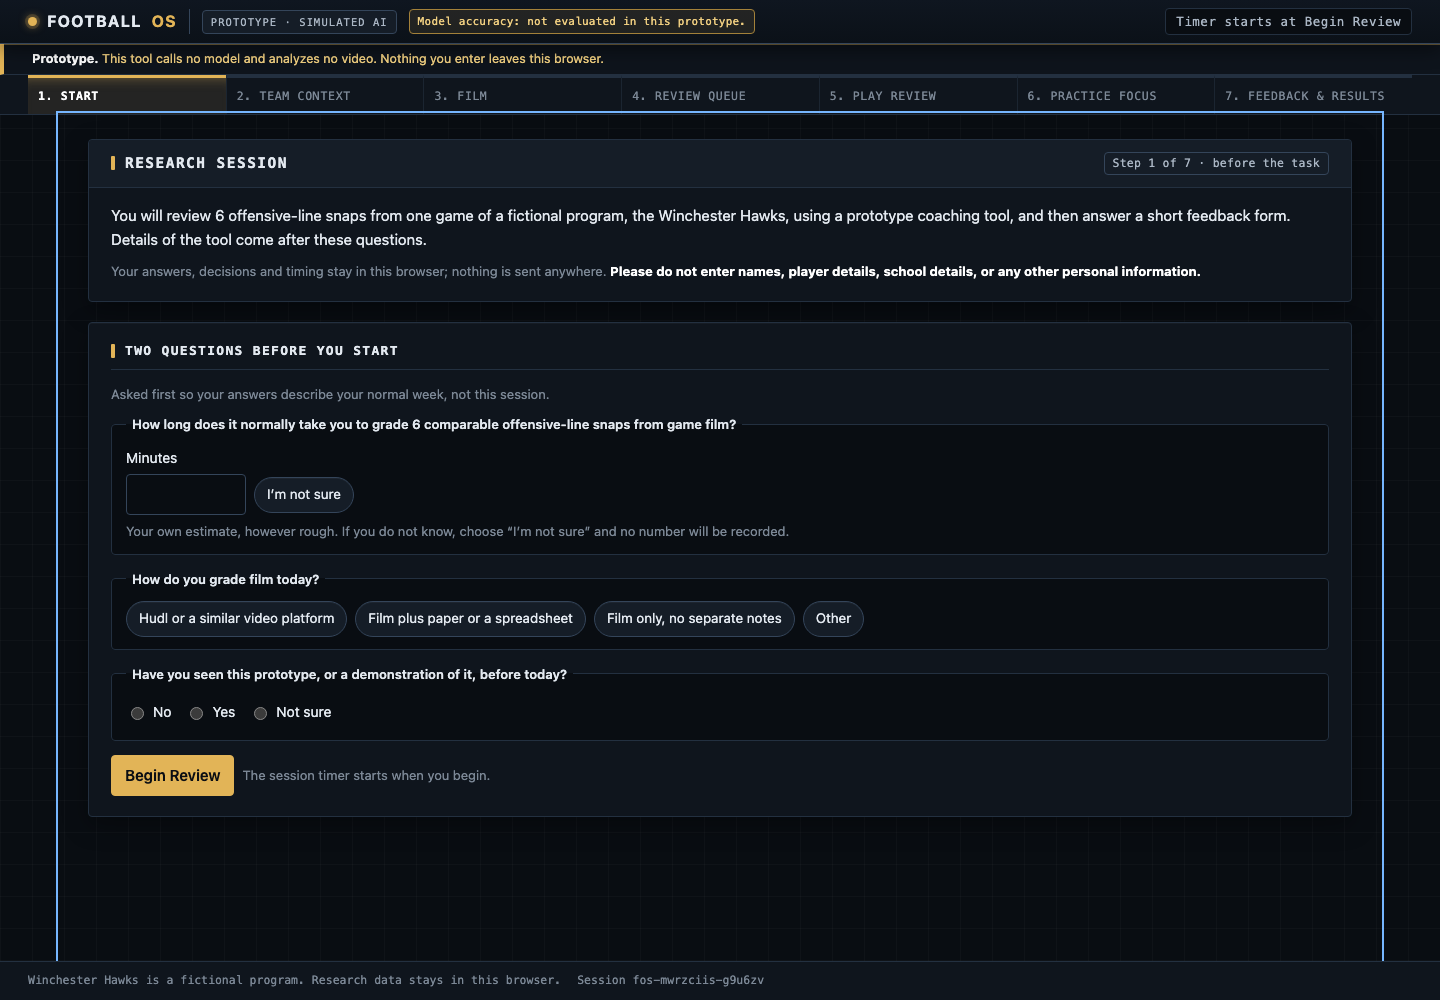 FOOTBALL OS
PROTOTYPE · SIMULATED AI
Model accuracy: not evaluated in this prototype.
Timer starts at Begin Review
Prototype. This tool calls no model and analyzes no video. Nothing you enter leaves this browser.
1. START
2. TEAM CONTEXT
3. FILM
4. REVIEW QUEUE
5. PLAY REVIEW
6. PRACTICE FOCUS
7. FEEDBACK & RESULTS
RESEARCH SESSION
Step 1 of 7 · before the task
You will review 6 offensive-line snaps from one game of a fictional program, the Winchester Hawks, using a prototype coaching tool, and then answer a short feedback form.
Details of the tool come after these questions.
Your answers, decisions and timing stay in this browser; nothing is sent anywhere. Please do not enter names, player details, school details, or any other personal information.
TWO QUESTIONS BEFORE YOU START
Asked first so your answers describe your normal week, not this session.
How long does it normally take you to grade 6 comparable offensive-line snaps from game film?
Minutes
I’m not sure
Your own estimate, however rough. If you do not know, choose “I’m not sure” and no number will be recorded.
How do you grade film today?
Hudl or a similar video platform
Film plus paper or a spreadsheet
Film only, no separate notes
Other
Have you seen this prototype, or a demonstration of it, before today?
No
Yes
Not sure
Begin Review
The session timer starts when you begin.
Winchester Hawks is a fictional program. Research data stays in this browser.
Session fos-mwrzciis-g9u6zv